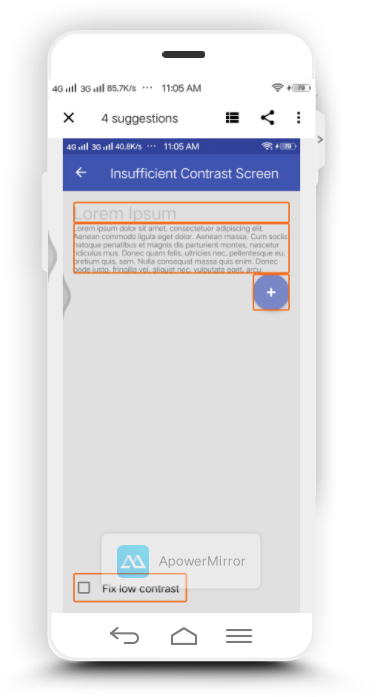 4G 3G 85,7K/s ··· 11:05 AM 79
4 suggestions
4G 3G 40,8K/s ··· 11:05 AM 79
Insufficient Contrast Screen
Lorem ipsum
Lorem ipsum dolor sit amet, consectetuer adipiscing elit.
Aenean commodo ligula eget dolor. Aenean massa. Cum sociis
natoque penatibus et magnis dis parturient montes, nascetur
ridiculus mus. Donec quam felis, ultricies nec, pellentesque eu,
pretium quis, sem. Nulla consequat massa quis enim. Donec
pede justo, fringilla vel, aliquet nec, vulputate eget, arcu.
+
ApowerMirror
Fix low contrast